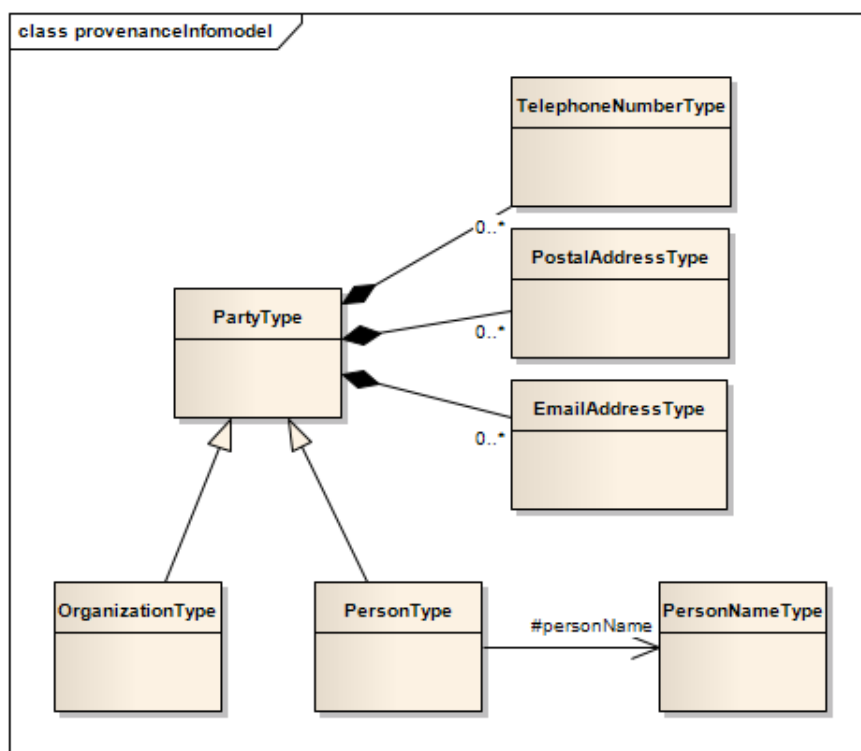 class provenanceInfomodel
TelephoneNumberType
0..*
PostalAddressType
PartyType
0..*
EmailAddressType
0..*
OrganizationType
PersonType
PersonNameType
#personName